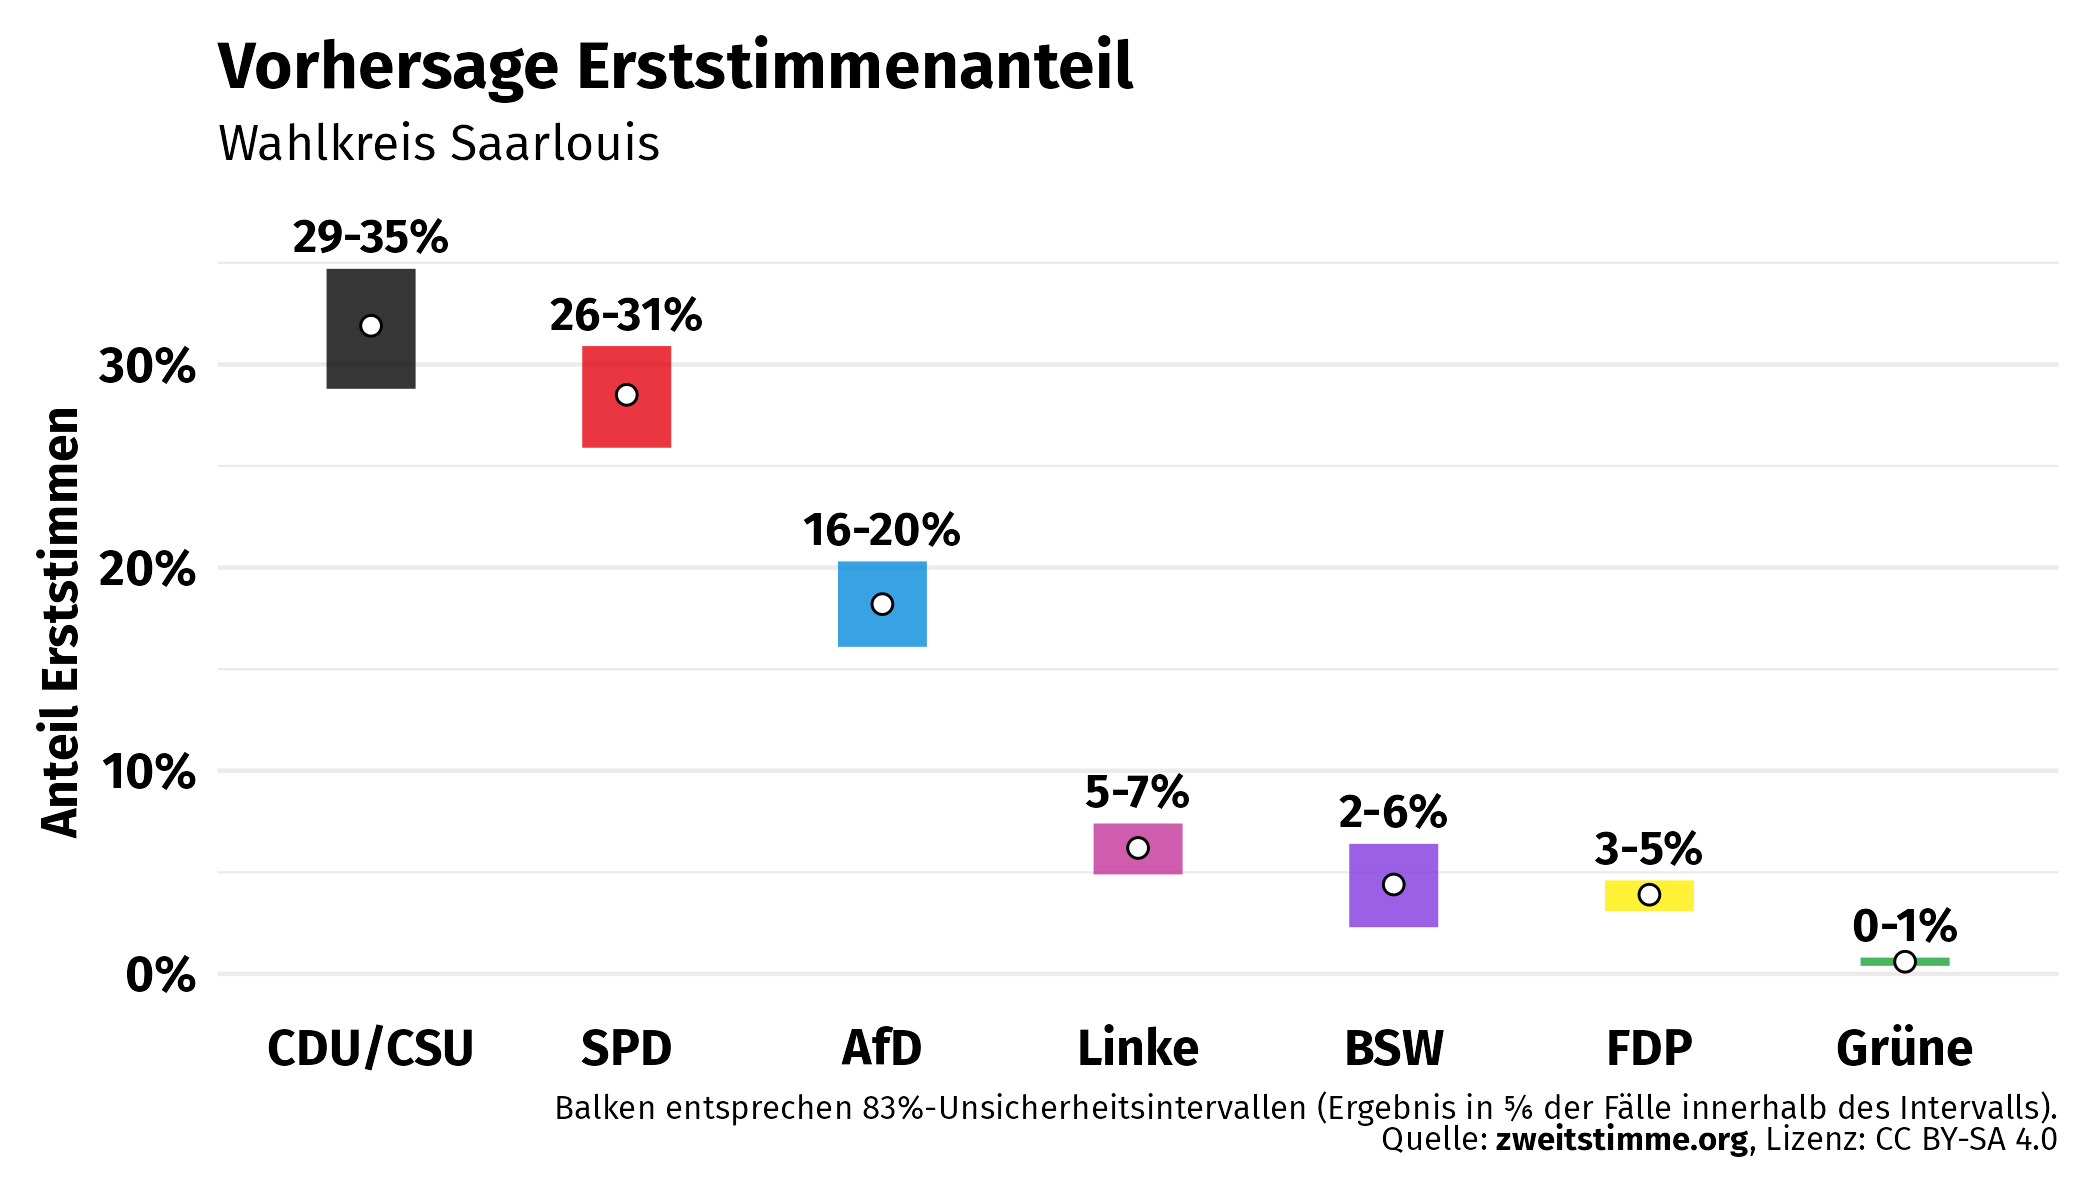 Vorhersage Erststimmenanteil
Wahlkreis Saarlouis
Anteil Erststimmen
30%
20%
10%
0%
29-35%
26-31%
16-20%
5-7%
2-6%
3-5%
0-1%
CDU/CSU SPD AfD Linke BSW FDP Grüne
Balken entsprechen 83%-Unsicherheitsintervallen (Ergebnis in ⅚ der Fälle innerhalb des Intervalls).
Quelle: zweitstimme.org, Lizenz: CC BY-SA 4.0